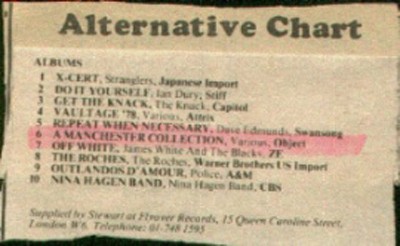 Alternative Chart
ALBUMS
1 X-CERT, Stranglers, Japanese Import
2 DO IT YOURSELF, Ian Dury, Stiff
3 GET THE KNACK, The Knack, Capitol
4 VAULTAGE '78, Various, Attrix
5 REPEAT WHEN NECESSARY, Dave Edmunds, Swansong
6 A MANCHESTER COLLECTION, Various, Object
7 OFF WHITE, James White And The Blacks, ZE
8 THE ROCHES, The Roches, Warner Brothers US Import
9 OUTLANDOS D'AMOUR, Police, A&M
10 NINA HAGEN BAND, Nina Hagen Band, CBS
Supplied by Stewart at Flyover Records, 15 Queen Caroline Street,
London W6. Telephone: 01-748 1595